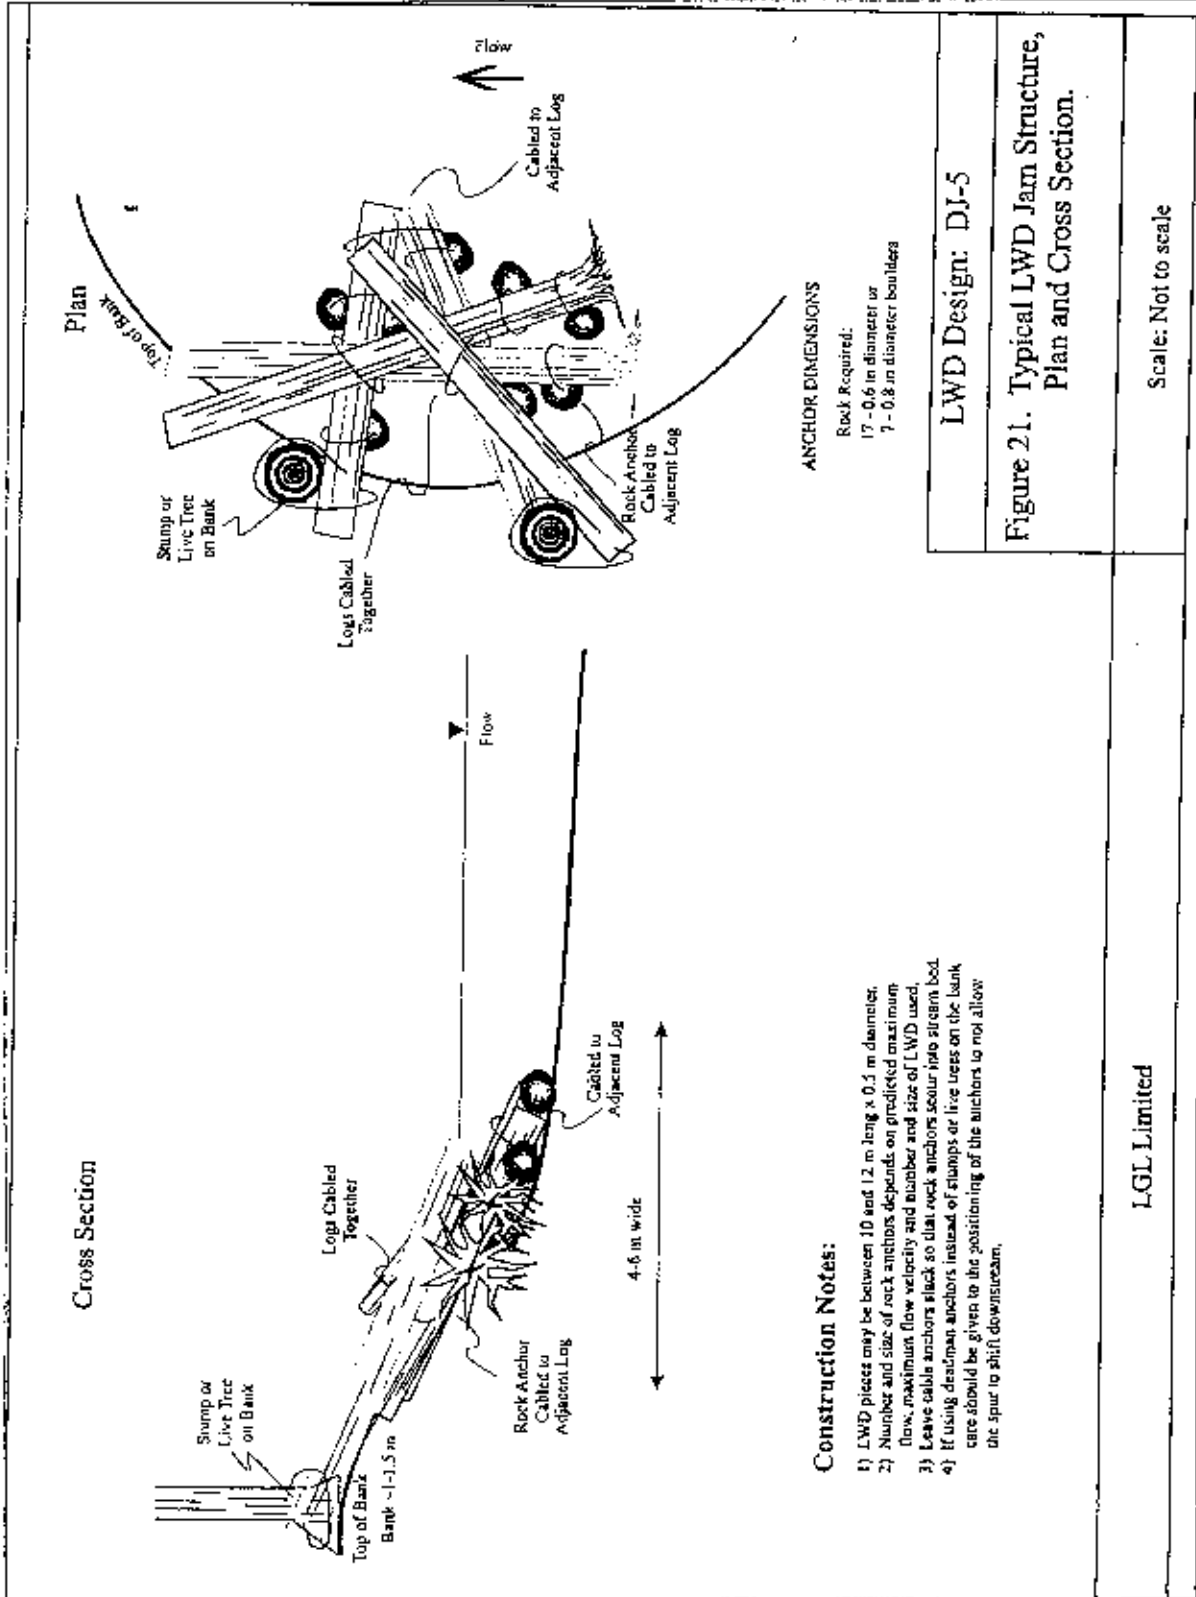 Cross Section
Stump or
Live Tree
on Bank
Logs Cabled
Together
Flow
Top of Bank
Bank ~1-1.5 m
Rock Anchor
Cabled to
Adjacent Log
Cabled to
Adjacent Log
4-6 m wide
Plan
Top of Bank
Flow
Stump or
Live Tree
on Bank
Logs Cabled
Together
Cabled to
Adjacent Log
Rock Anchor
Cabled to
Adjacent Log
ANCHOR DIMENSIONS
Rock Required:
17 - 0.6 m diameter or
7 - 0.8 m diameter boulders
Construction Notes:
1) LWD pieces may be between 10 and 12 m long x 0.5 m diameter.
2) Number and size of rock anchors depends on predicted maximum
flow, maximum flow velocity and number and size of LWD used.
3) Leave cable anchors slack so that rock anchors scour into stream bed.
4) If using deadman anchors instead of stumps or live trees on the bank
care should be given to the positioning of the anchors to not allow
the spur to shift downstream.
LGL Limited
LWD Design: DJ-5
Figure 21. Typical LWD Jam Structure,
Plan and Cross Section.
Scale: Not to scale